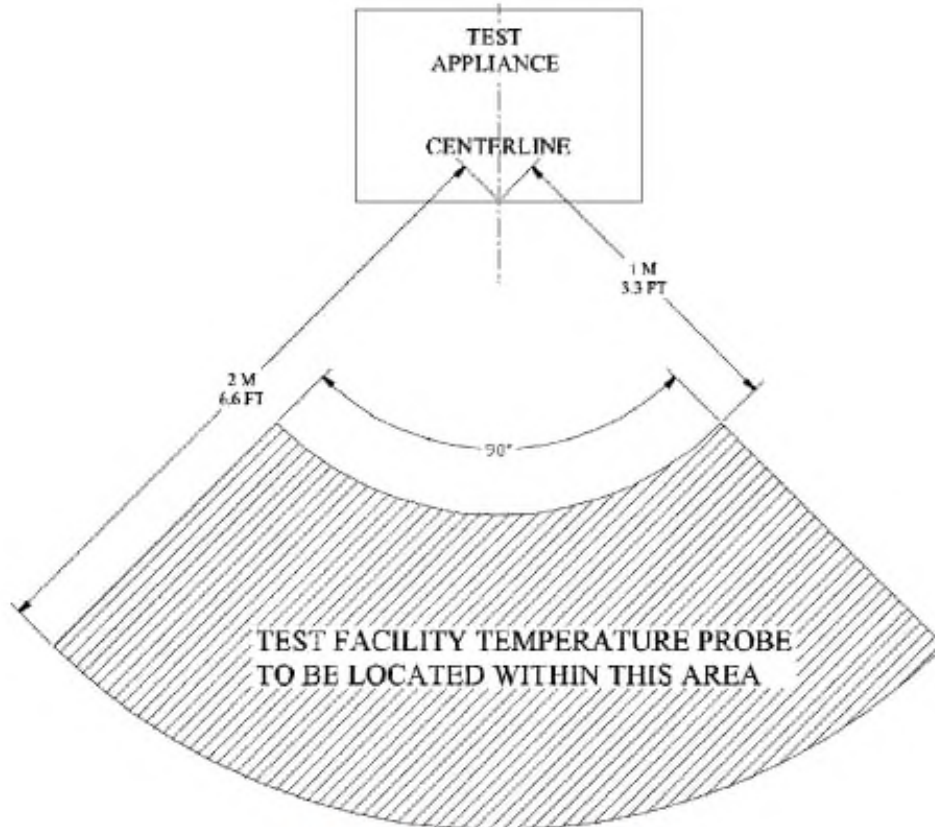 TEST
APPLIANCE
CENTERLINE
1 M
3.3 FT
2 M
6.6 FT
90°
TEST FACILITY TEMPERATURE PROBE
TO BE LOCATED WITHIN THIS AREA